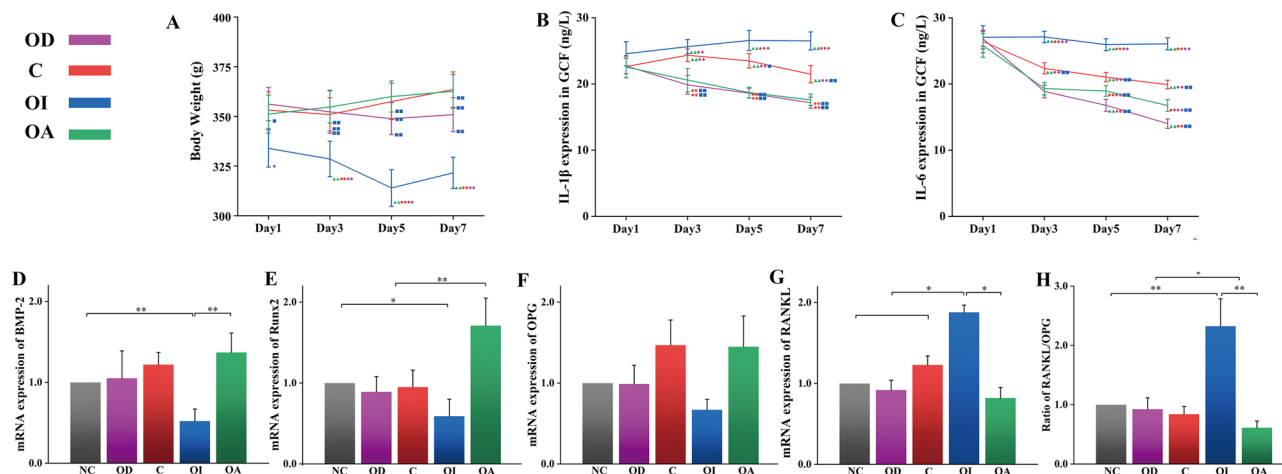 OD
C
OI
OA
A
Body Weight (g)
400
375
350
325
300
Day1 Day3 Day5 Day7
B
IL-1β expression in GCF (ng/L)
30
20
10
0
Day1 Day3 Day5 Day7
C
IL-6 expression in GCF (ng/L)
30
20
10
0
Day1 Day3 Day5 Day7
D
mRNA expression of BMP-2
2.0
1.0
0.0
** **
NC OD C OI OA
E
mRNA expression of Runx2
2.0
1.0
0.0
**
*
NC OD C OI OA
F
mRNA expression of OPG
2.0
1.0
0.0
NC OD C OI OA
G
mRNA expression of RANKL
2.0
1.0
0.0
* *
NC OD C OI OA
H
Ratio of RANKL/OPG
3.0
2.0
1.0
0.0
*
** **
NC OD C OI OA